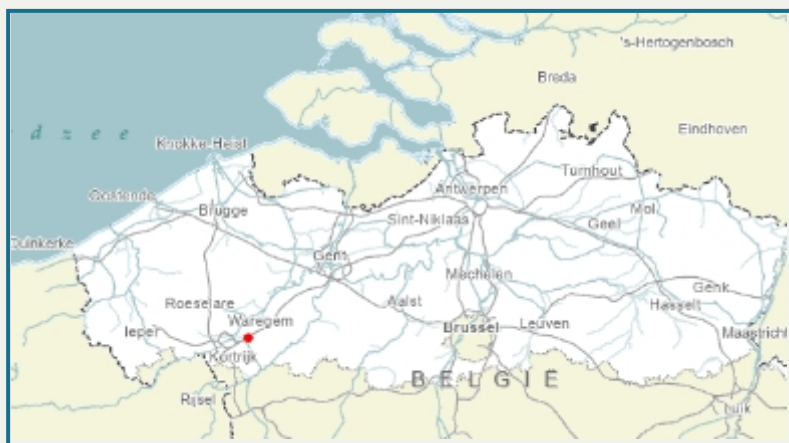 's-Hertogenbosch
Breda
Eindhoven
d z e e
Knokke-Heist
Turnhout
Antwerpen
Oostende
Brugge
Mol
Sint-Niklaas
Geel
Duinkerke
Gent
Mechelen
Genk
Roeselare
Aalst
Hasselt
Waregem
Ieper
Brussel
Leuven
Maastricht
Kortrijk
BELGIË
Rijsel
Luik